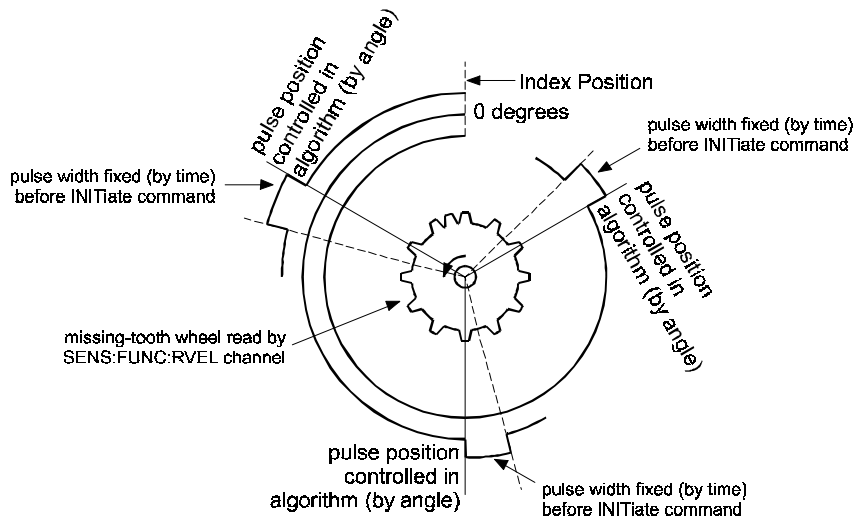 Index Position
0 degrees
pulse position
controlled in
algorithm (by angle)
pulse width fixed (by time)
before INITiate command
pulse width fixed (by time)
before INITiate command
pulse position
controlled in
algorithm (by angle)
missing-tooth wheel read by
SENS:FUNC:RVEL channel
pulse position
controlled in
algorithm (by angle)
pulse width fixed (by time)
before INITiate command